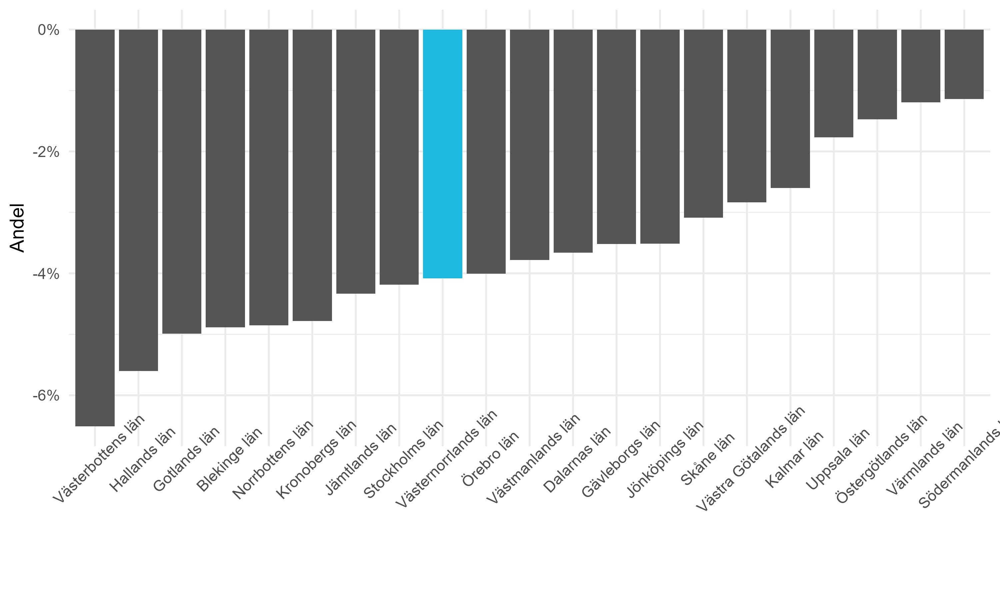 0%
-2%
-4%
-6%
Andel
Västerbottens län
Hallands län
Gotlands län
Blekinge län
Norrbottens län
Kronobergs län
Jämtlands län
Stockholms län
Västernorrlands län
Örebro län
Västmanlands län
Dalarnas län
Gävleborgs län
Jönköpings län
Skåne län
Västra Götalands län
Kalmar län
Uppsala län
Östergötlands län
Värmlands län
Södermanlands